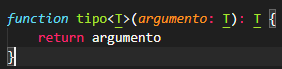 function tipo<T>(argumento: T): T {
    return argumento
}